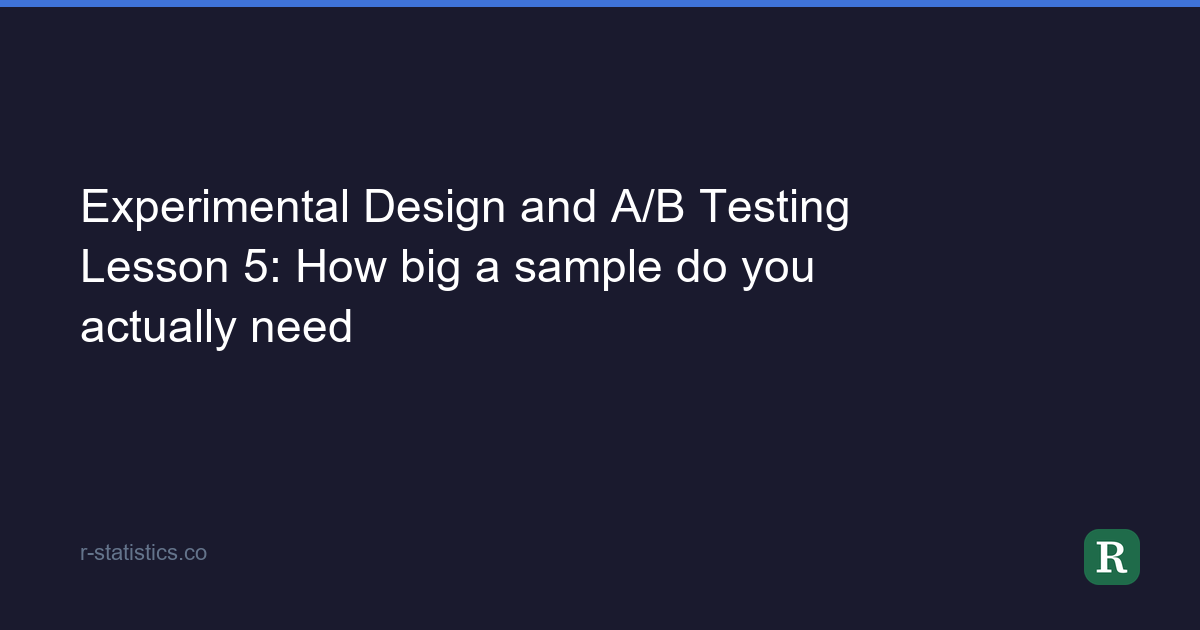 Experimental Design and A/B Testing
Lesson 5: How big a sample do you
actually need
r-statistics.co
R